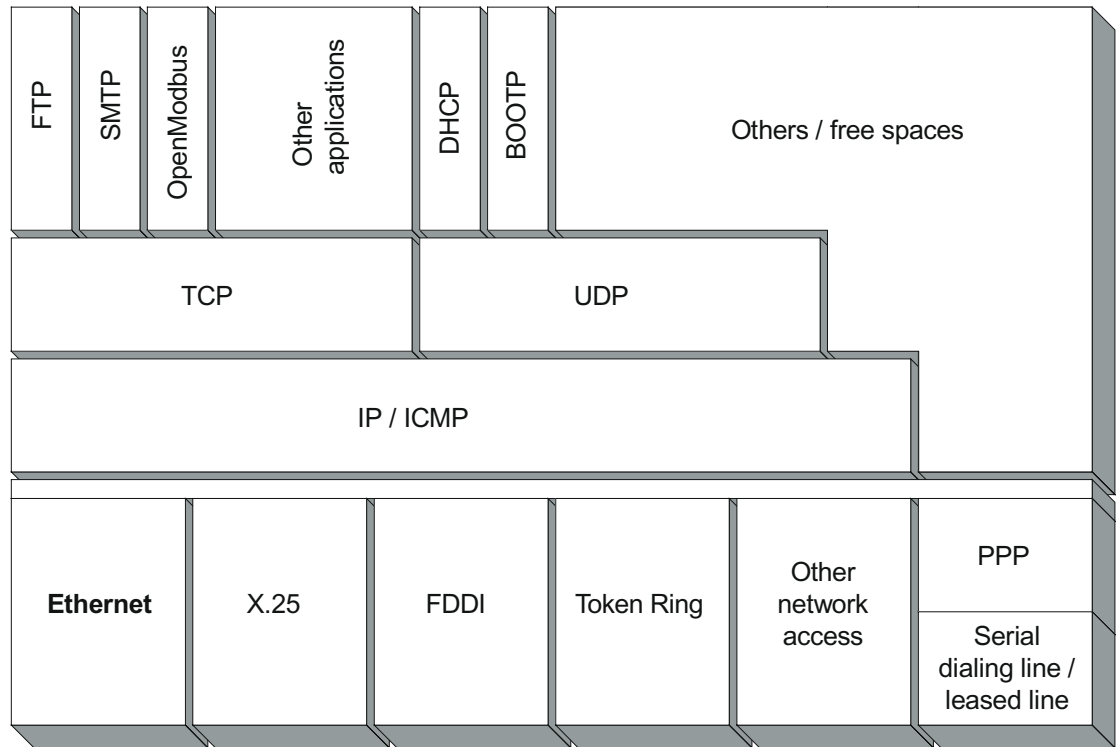 FTP
SMTP
OpenModbus
Other
applications
DHCP
BOOTP
Others / free spaces
TCP
UDP
IP / ICMP
Ethernet
X.25
FDDI
Token Ring
Other
network
access
PPP
Serial
dialing line /
leased line